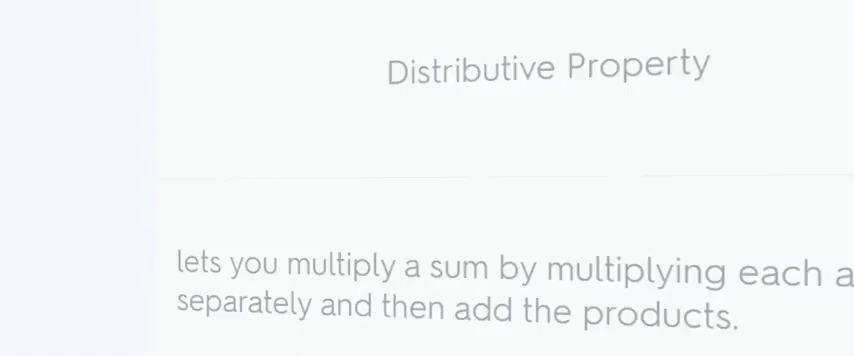 Distributive Property
lets you multiply a sum by multiplying each a
separately and then add the products.